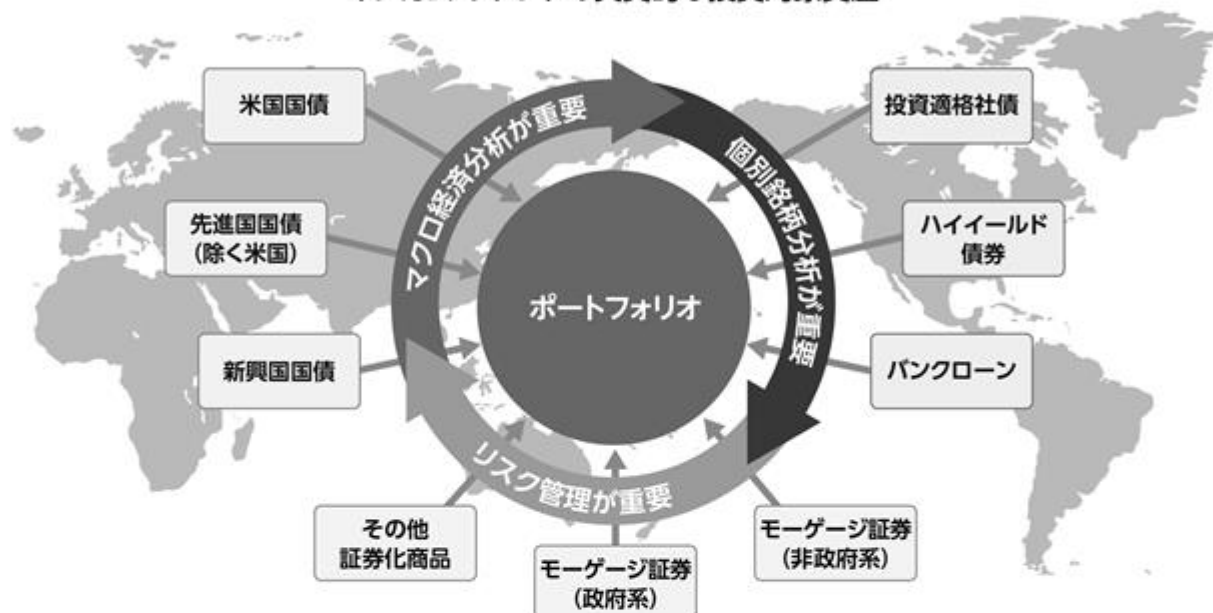 米国国債
投資適格社債
マクロ経済分析が重要
個別銘柄分析が重要
先進国国債
(除く米国)
ハイイールド
債券
ポートフォリオ
新興国国債
バンクローン
リスク管理が重要
その他
証券化商品
モーゲージ証券
(政府系)
モーゲージ証券
(非政府系)